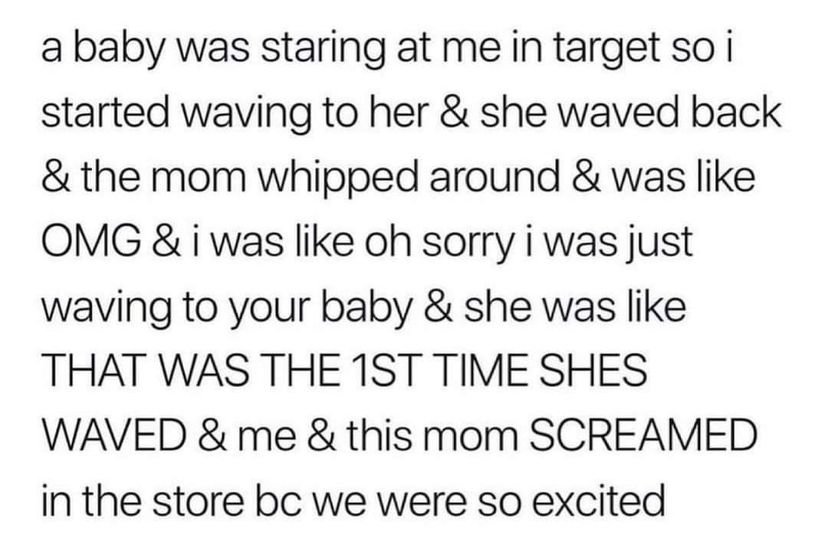 a baby was staring at me in target so i
started waving to her & she waved back
& the mom whipped around & was like
OMG & i was like oh sorry i was just
waving to your baby & she was like
THAT WAS THE 1ST TIME SHES
WAVED & me & this mom SCREAMED
in the store bc we were so excited